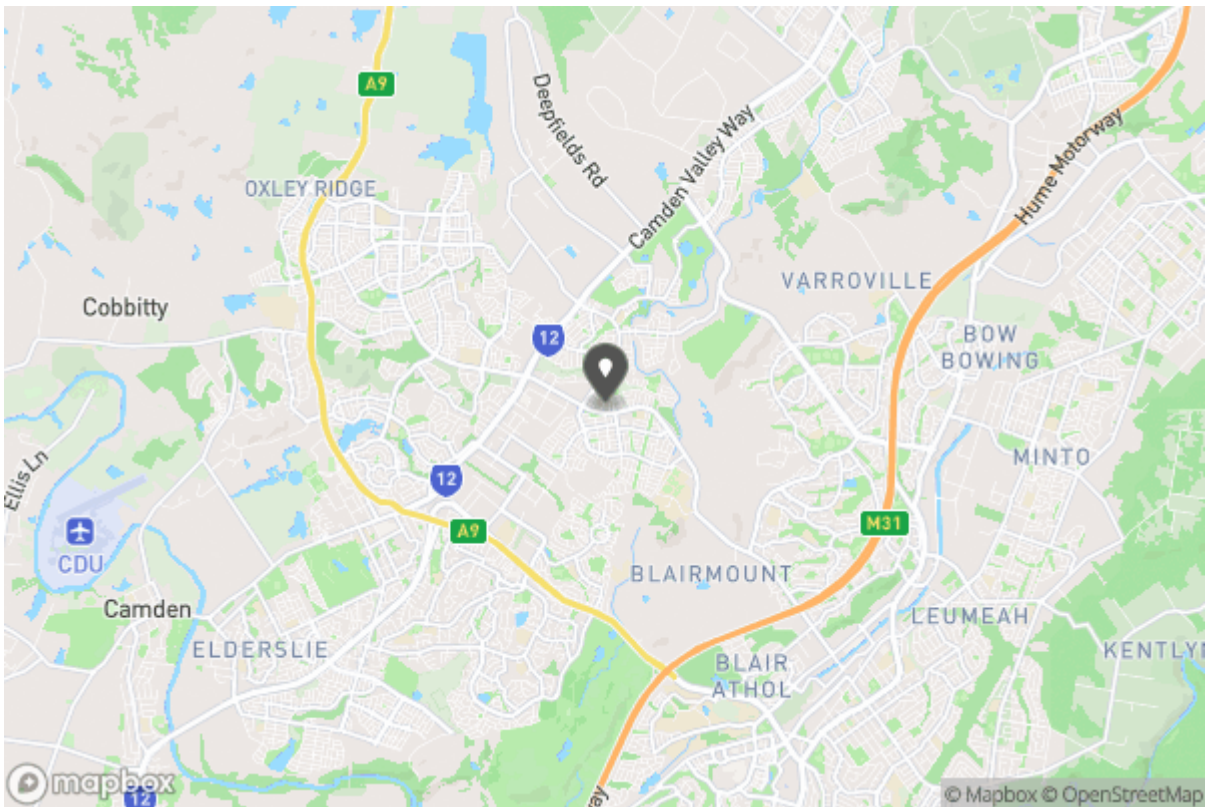 A9
Deepfields Rd
Camden Valley Way
Hume Motorway
OXLEY RIDGE
VARROVILLE
Cobbitty
12
BOW
BOWING
Ellis Ln
MINTO
12
A9
M31
CDU
BLAIRMOUNT
Camden
LEUMEAH
ELDERSLIE
KENTLYN
BLAIR
ATHOL
way
mapbox
12
© Mapbox © OpenStreetMap